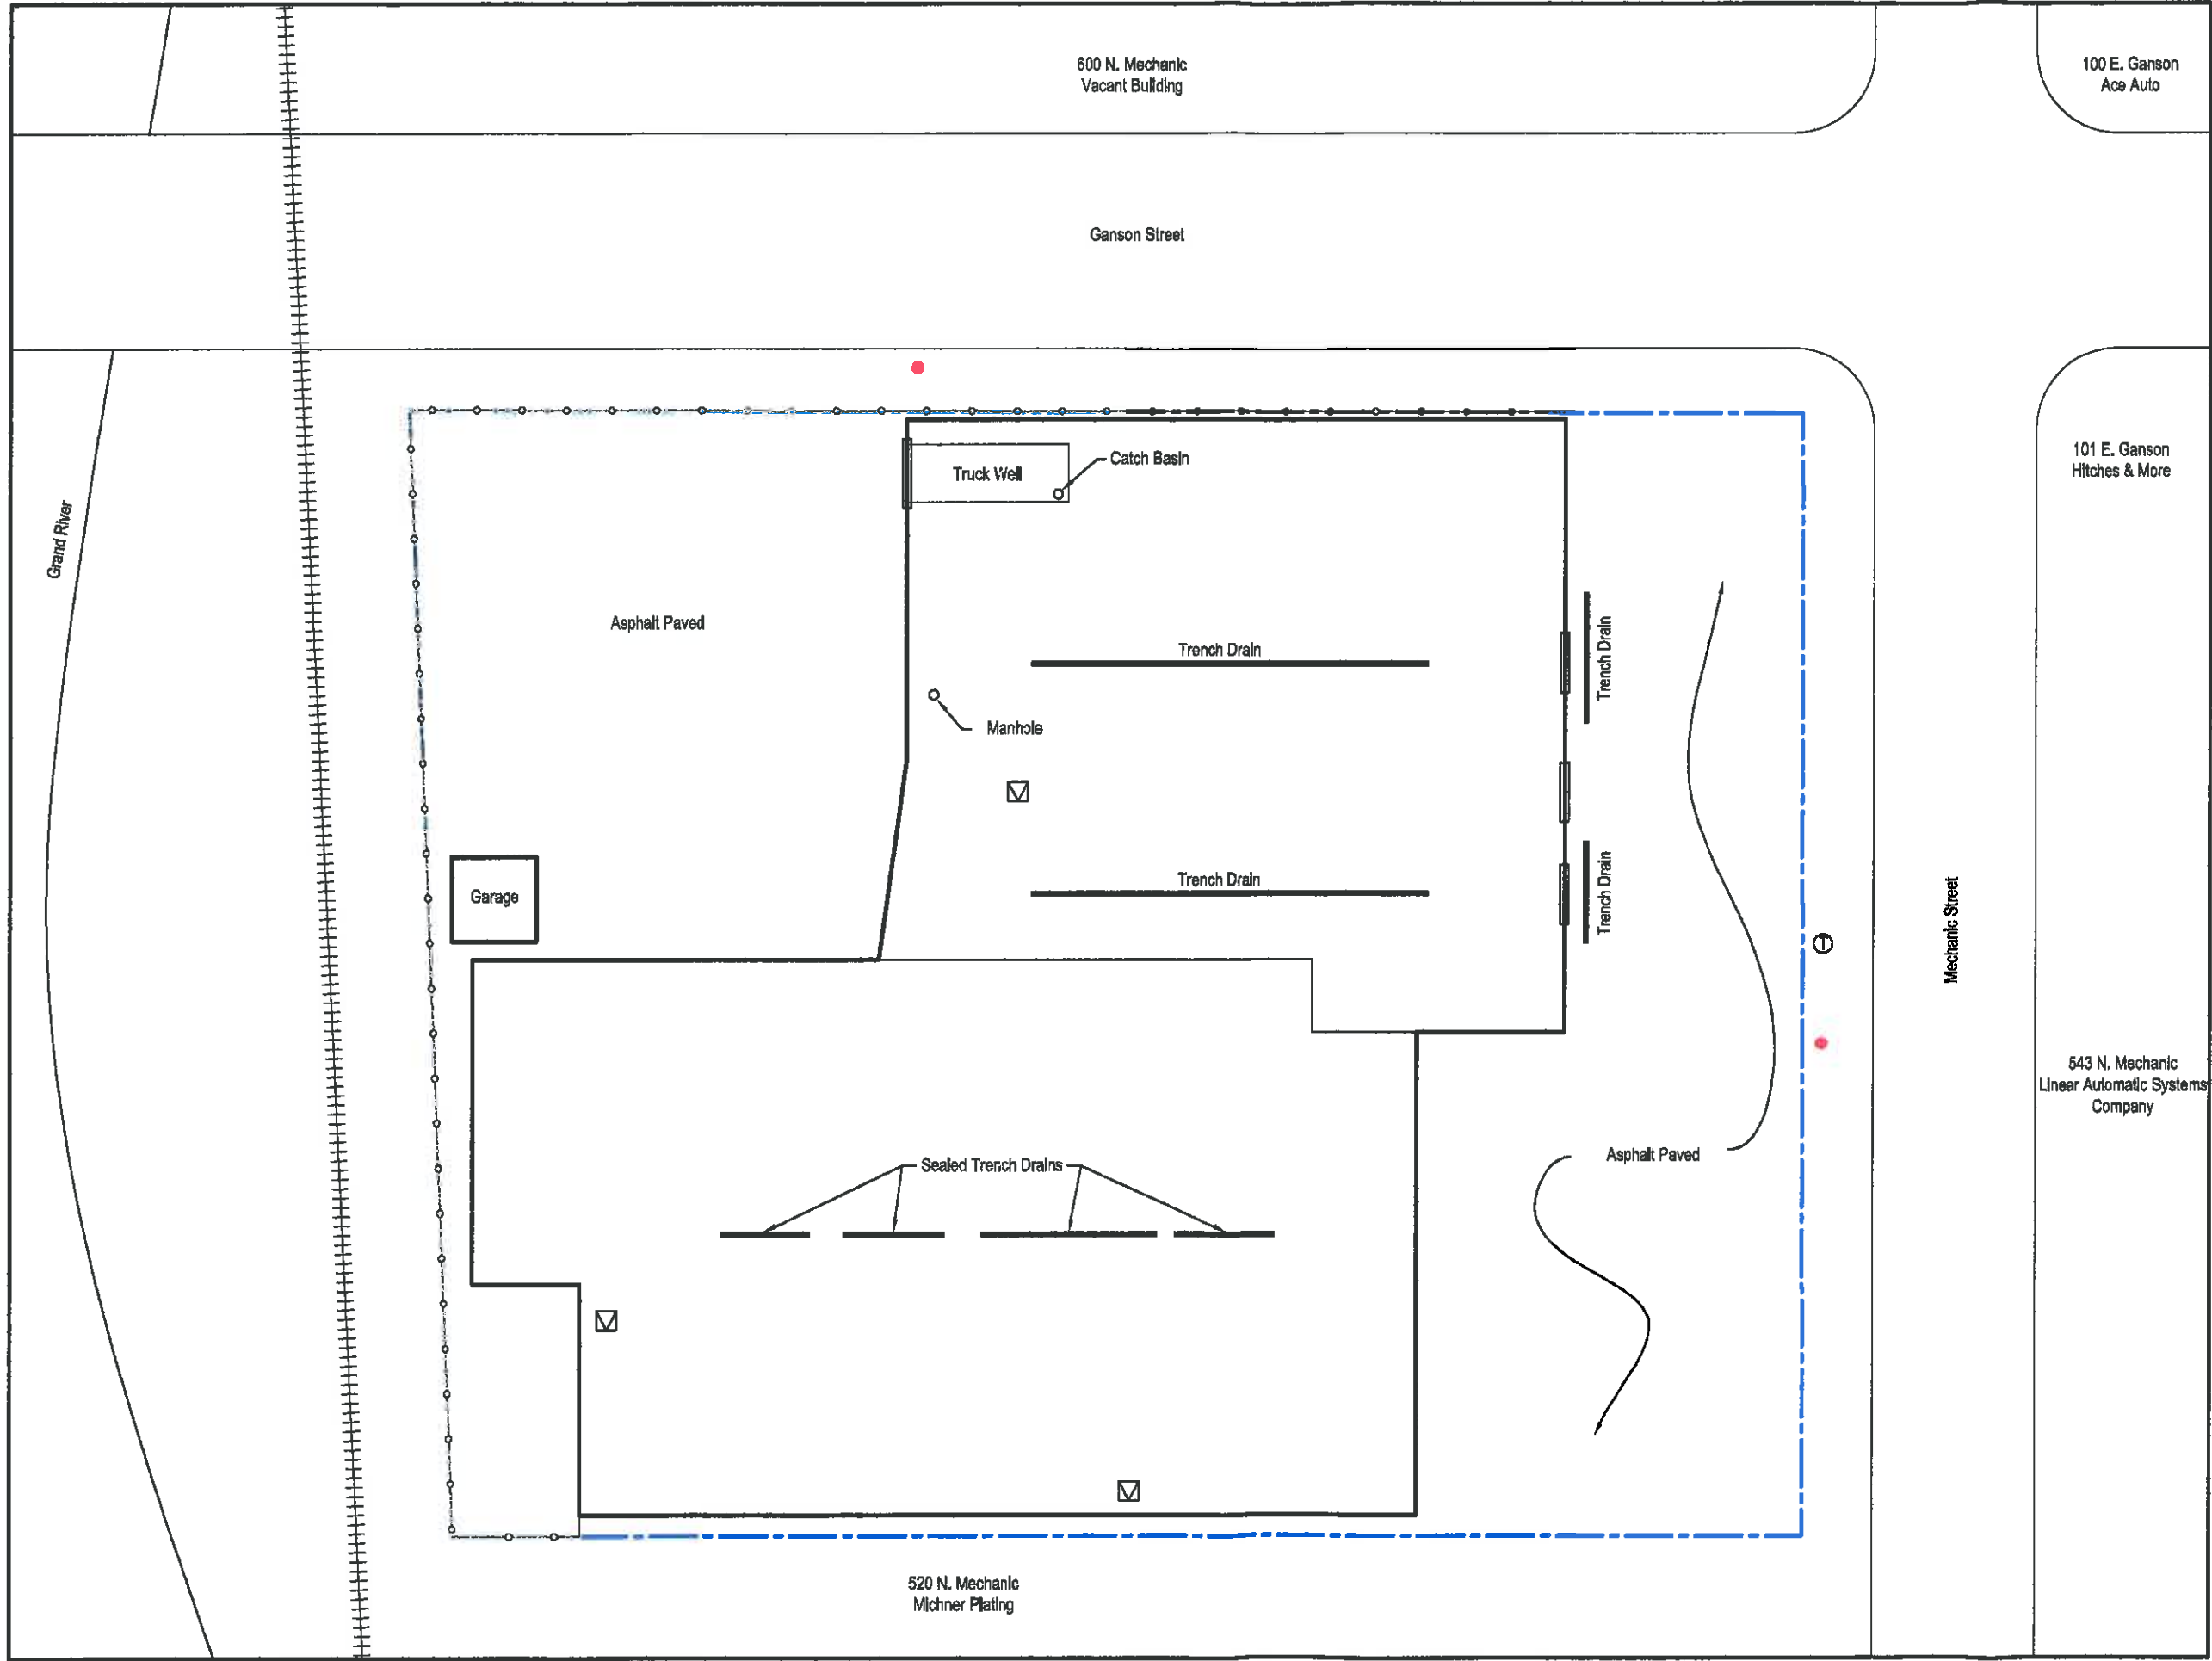 600 N. Mechanic
Vacant Building
100 E. Ganson
Ace Auto
Ganson Street
Truck Well
Catch Basin
101 E. Ganson
Hitches & More
Grand River
Asphalt Paved
Trench Drain
Trench Drain
Manhole
Garage
Trench Drain
Trench Drain
Mechanic Street
543 N. Mechanic
Linear Automatic Systems
Company
Sealed Trench Drains
Asphalt Paved
520 N. Mechanic
Michner Plating